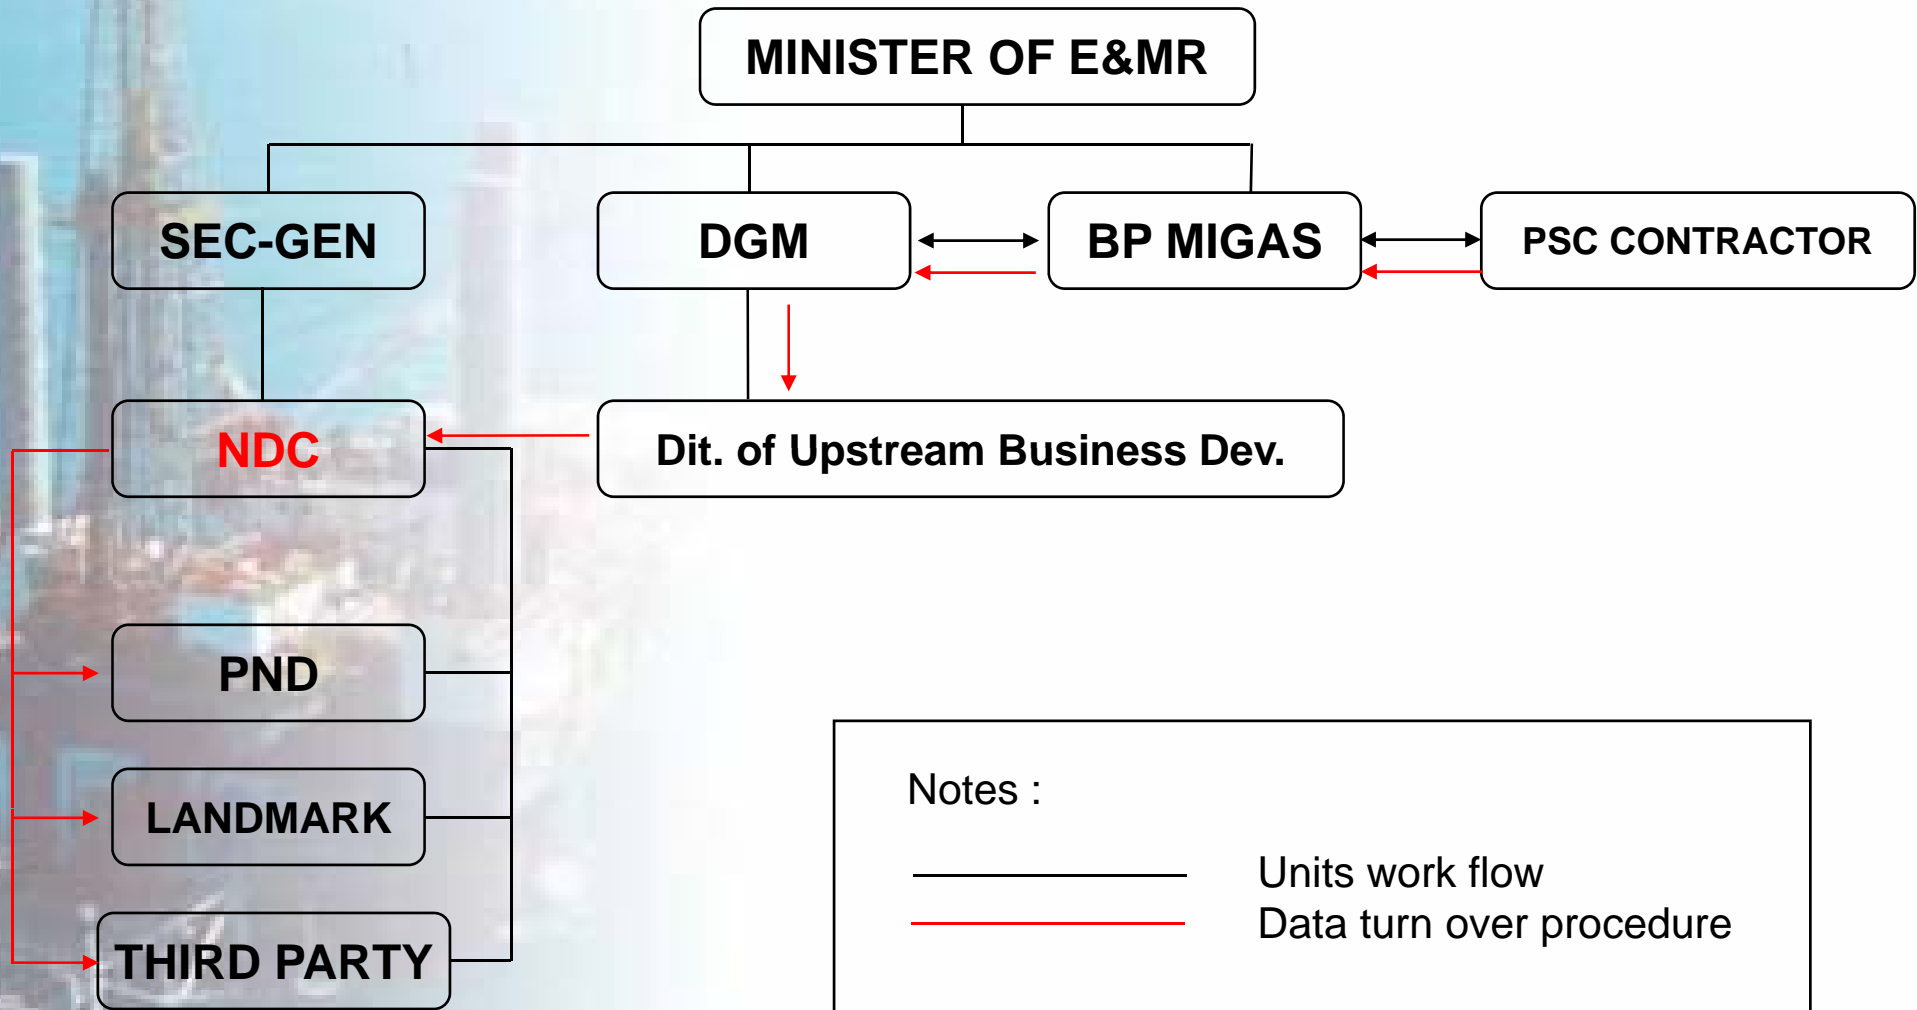 MINISTER OF E&MR
SEC-GEN
DGM
BP MIGAS
PSC CONTRACTOR
NDC
Dit. of Upstream Business Dev.
PND
LANDMARK
THIRD PARTY
Notes :
Units work flow
Data turn over procedure